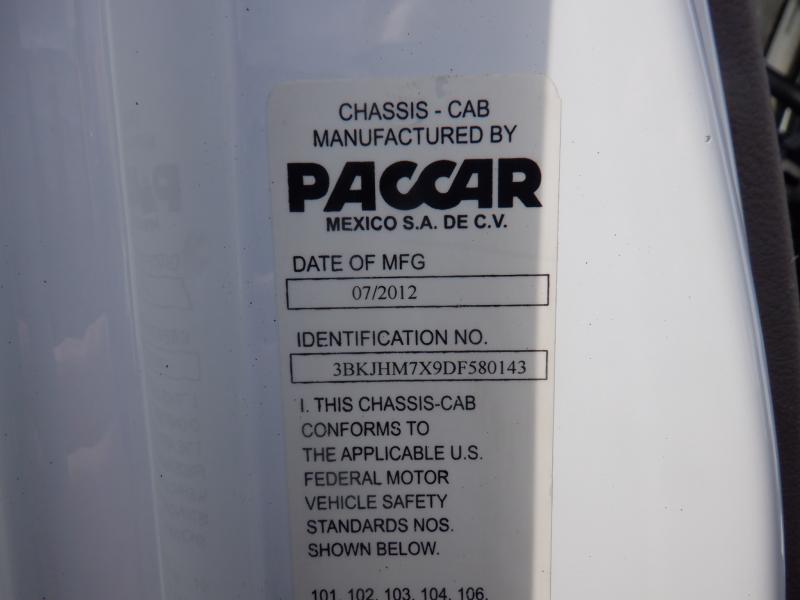 CHASSIS - CAB
MANUFACTURED BY
PACCAR
MEXICO S.A. DE C.V.
DATE OF MFG
07/2012
IDENTIFICATION NO.
3BKJHM7X9DF580143
I. THIS CHASSIS-CAB
CONFORMS TO
THE APPLICABLE U.S.
FEDERAL MOTOR
VEHICLE SAFETY
STANDARDS NOS.
SHOWN BELOW.
101, 102, 103, 104, 106,